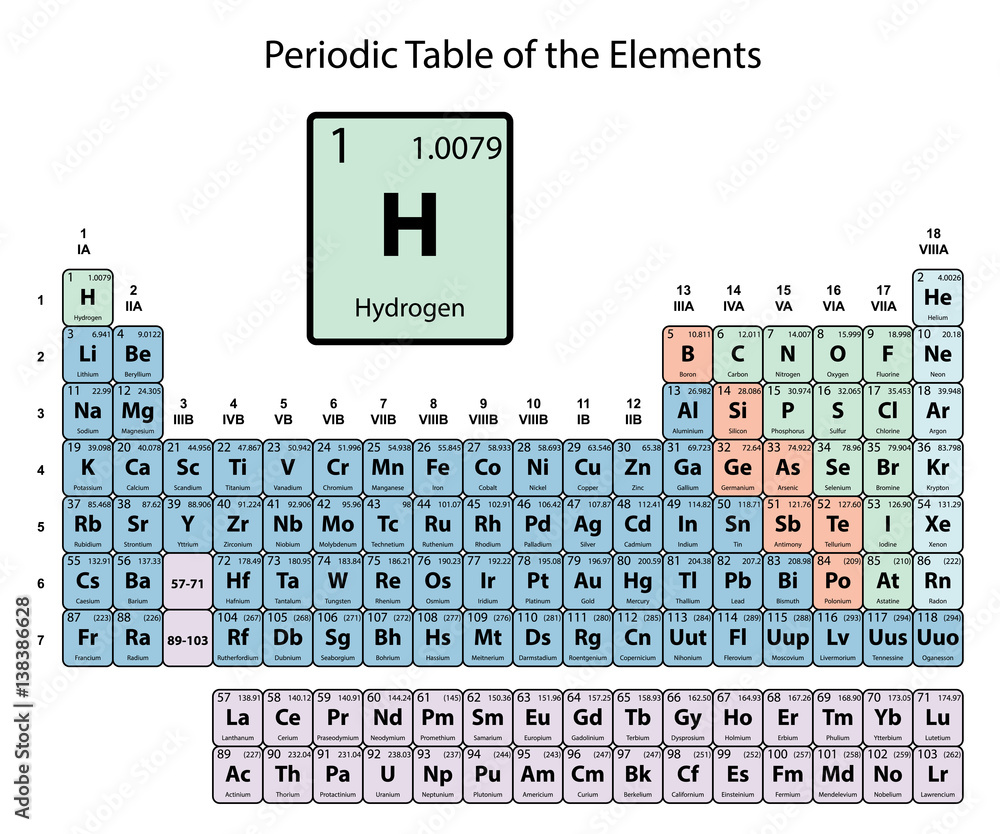 Periodic Table of the Elements
1 1.0079
H
Hydrogen
1 18
IA VIIIA
1 1.0079 2 4.0026
1 H 2 13 14 15 16 17 He
Hydrogen IIA IIIA IVA VA VIA VIIA Helium
3 6.941 4 9.0122 5 10.811 6 12.011 7 14.007 8 15.999 9 18.998 10 20.18
2 Li Be B C N O F Ne
Lithium Beryllium Boron Carbon Nitrogen Oxygen Fluorine Neon
11 22.99 12 24.305 13 26.982 14 28.086 15 30.974 16 32.065 17 35.453 18 39.948
3 Na Mg 3 4 5 6 7 8 9 10 11 12 Al Si P S Cl Ar
Sodium Magnesium IIIB IVB VB VIB VIIB VIIIB VIIIB VIIIB IB IIB Aluminium Silicon Phosphorus Sulfur Chlorine Argon
19 39.098 20 40.078 21 44.956 22 47.867 23 50.942 24 51.996 25 54.938 26 55.845 27 58.933 28 58.693 29 63.546 30 65.38 31 69.723 32 72.64 33 74.922 34 78.96 35 79.904 36 83.798
4 K Ca Sc Ti V Cr Mn Fe Co Ni Cu Zn Ga Ge As Se Br Kr
Potassium Calcium Scandium Titanium Vanadium Chromium Manganese Iron Cobalt Nickel Copper Zinc Gallium Germanium Arsenic Selenium Bromine Krypton
37 85.468 38 87.62 39 88.906 40 91.224 41 92.906 42 95.96 43 98 44 101.07 45 102.91 46 106.42 47 107.87 48 112.41 49 114.82 50 118.71 51 121.76 52 127.60 53 126.90 54 131.29
5 Rb Sr Y Zr Nb Mo Tc Ru Rh Pd Ag Cd In Sn Sb Te I Xe
Rubidium Strontium Yttrium Zirconium Niobium Molybdenum Technetium Ruthenium Rhodium Palladium Silver Cadmium Indium Tin Antimony Tellurium Iodine Xenon
55 132.91 56 137.33 72 178.49 73 180.95 74 183.84 75 186.21 76 190.23 77 192.22 78 195.08 79 196.97 80 200.59 81 204.38 82 207.2 83 208.98 84 (209) 85 (210) 86 (222)
6 Cs Ba 57-71 Hf Ta W Re Os Ir Pt Au Hg Tl Pb Bi Po At Rn
Caesium Barium Hafnium Tantalum Tungsten Rhenium Osmium Iridium Platinum Gold Mercury Thallium Lead Bismuth Polonium Astatine Radon
87 (223) 88 (226) 104 (267) 105 (268) 106 (271) 107 (272) 108 (270) 109 (276) 110 (281) 111 (280) 112 (285) 113 (284) 114 (289) 115 (288) 116 (293) 117 (294) 118 (294)
7 Fr Ra 89-103 Rf Db Sg Bh Hs Mt Ds Rg Cn Uut Fl Uup Lv Uus Uuo
Francium Radium Rutherfordium Dubnium Seaborgium Bohrium Hassium Meitnerium Darmstadtium Roentgenium Copernicium Nihonium Flerovium Moscovium Livermorium Tennessine Oganesson
57 138.91 58 140.12 59 140.91 60 144.24 61 (145) 62 150.36 63 151.96 64 157.25 65 158.93 66 162.50 67 164.93 68 167.26 69 168.90 70 173.05 71 174.97
La Ce Pr Nd Pm Sm Eu Gd Tb Dy Ho Er Tm Yb Lu
Lanthanum Cerium Praseodymium Neodymium Promethium Samarium Europium Gadolinium Terbium Dysprosium Holmium Erbium Thulium Ytterbium Lutetium
89 (227) 90 232.04 91 231.04 92 238.03 93 (237) 94 (244) 95 (243) 96 (247) 97 (247) 98 (251) 99 (252) 100 (257) 101 (258) 102 (259) 103 (262)
Ac Th Pa U Np Pu Am Cm Bk Cf Es Fm Md No Lr
Actinium Thorium Protactinium Uranium Neptunium Plutonium Americium Curium Berkelium Californium Einsteinium Fermium Mendelevium Nobelium Lawrencium
Adobe Stock | #138386628